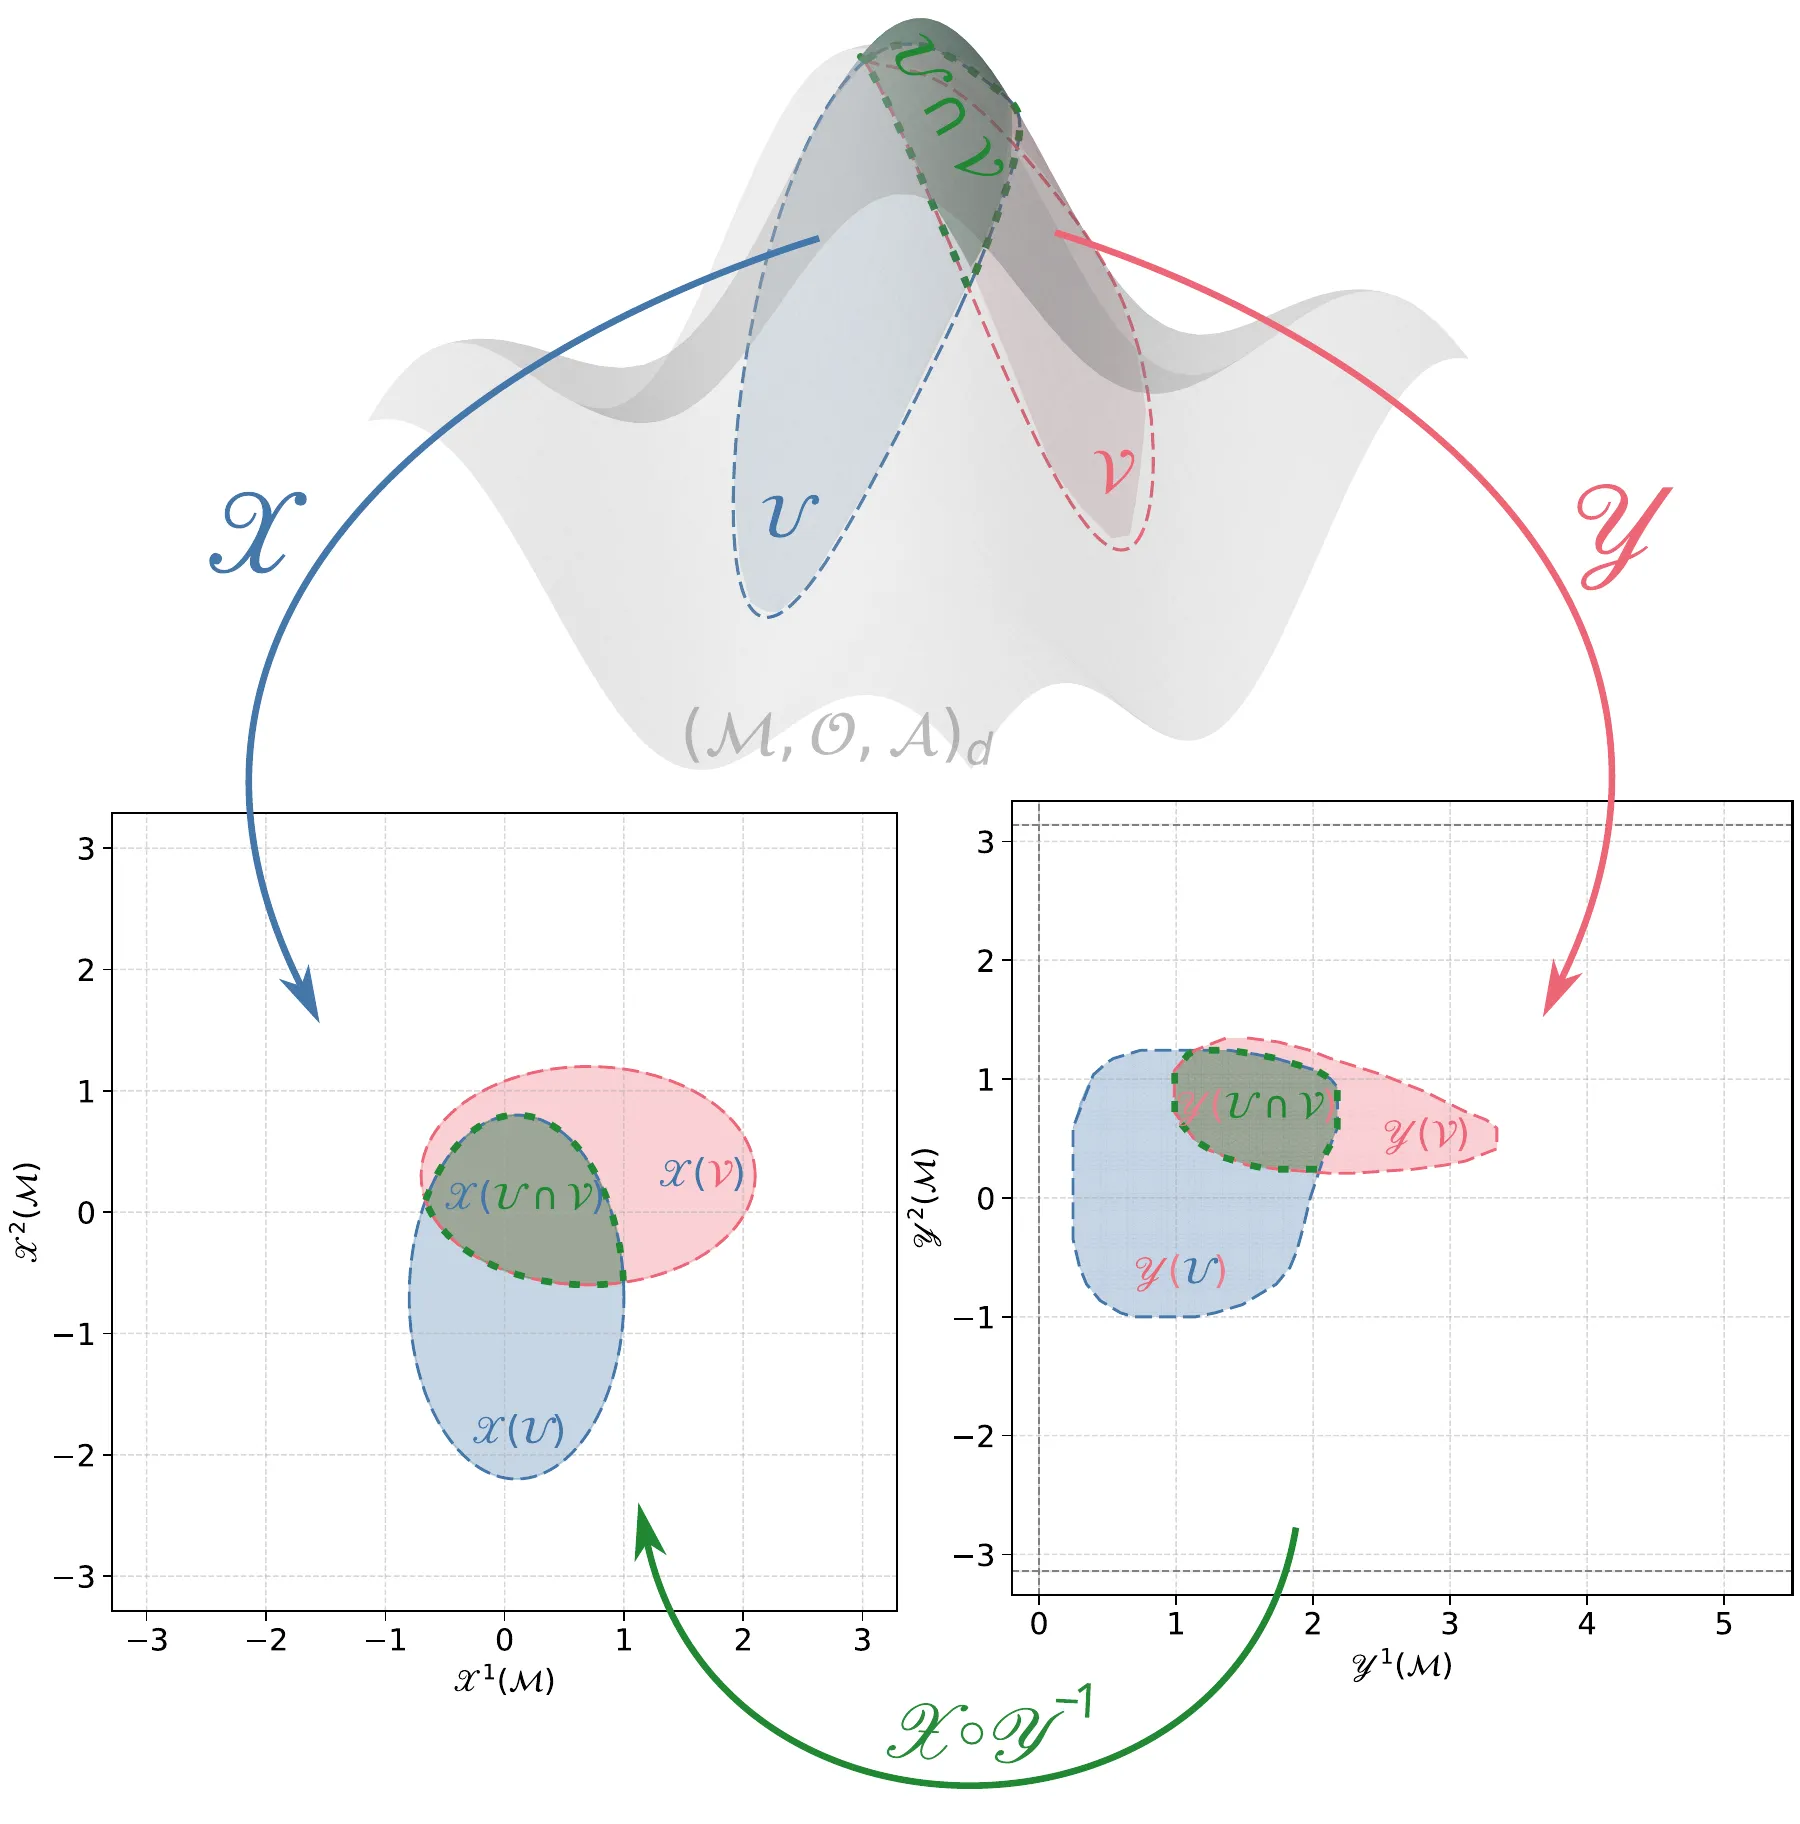 𝒰 ∩ 𝒱
𝒰
𝒱
𝒳
𝒴
(ℳ, 𝒪, 𝒜)d
3
2
1
0
−1
−2
−3
𝒳²(ℳ)
𝒳(𝒰 ∩ 𝒱)
𝒳(𝒱)
𝒳(𝒰)
−3 −2 −1 0 1 2 3
𝒳¹(ℳ)
3
2
1
0
−1
−2
−3
𝒴²(ℳ)
𝒴(𝒰 ∩ 𝒱)
𝒴(𝒱)
𝒴(𝒰)
0 1 2 3 4 5
𝒴¹(ℳ)
𝒳∘𝒴⁻¹